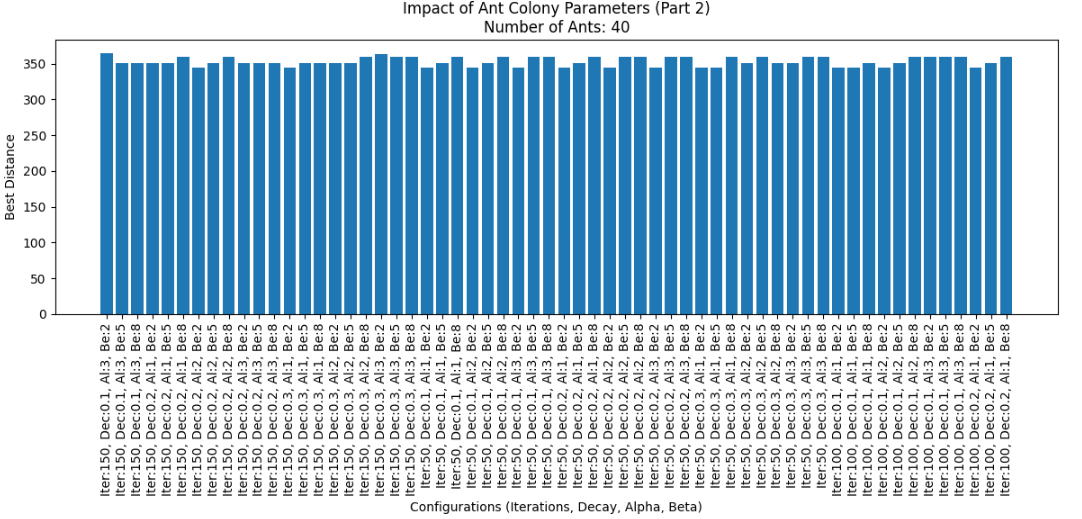 Impact of Ant Colony Parameters (Part 2)
Number of Ants: 40
Best Distance
350
300
250
200
150
100
50
0
Iter:150, Dec:0.1, Al:3, Be:2
Iter:150, Dec:0.1, Al:3, Be:5
Iter:150, Dec:0.1, Al:3, Be:8
Iter:150, Dec:0.2, Al:1, Be:2
Iter:150, Dec:0.2, Al:1, Be:5
Iter:150, Dec:0.2, Al:1, Be:8
Iter:150, Dec:0.2, Al:2, Be:2
Iter:150, Dec:0.2, Al:2, Be:5
Iter:150, Dec:0.2, Al:2, Be:8
Iter:150, Dec:0.2, Al:3, Be:2
Iter:150, Dec:0.2, Al:3, Be:5
Iter:150, Dec:0.2, Al:3, Be:8
Iter:150, Dec:0.3, Al:1, Be:2
Iter:150, Dec:0.3, Al:1, Be:5
Iter:150, Dec:0.3, Al:1, Be:8
Iter:150, Dec:0.3, Al:2, Be:2
Iter:150, Dec:0.3, Al:2, Be:5
Iter:150, Dec:0.3, Al:2, Be:8
Iter:150, Dec:0.3, Al:3, Be:2
Iter:150, Dec:0.3, Al:3, Be:5
Iter:150, Dec:0.3, Al:3, Be:8
Iter:50, Dec:0.1, Al:1, Be:2
Iter:50, Dec:0.1, Al:1, Be:5
Iter:50, Dec:0.1, Al:1, Be:8
Iter:50, Dec:0.1, Al:2, Be:2
Iter:50, Dec:0.1, Al:2, Be:5
Iter:50, Dec:0.1, Al:2, Be:8
Iter:50, Dec:0.1, Al:3, Be:2
Iter:50, Dec:0.1, Al:3, Be:5
Iter:50, Dec:0.1, Al:3, Be:8
Iter:50, Dec:0.2, Al:1, Be:2
Iter:50, Dec:0.2, Al:1, Be:5
Iter:50, Dec:0.2, Al:1, Be:8
Iter:50, Dec:0.2, Al:2, Be:2
Iter:50, Dec:0.2, Al:2, Be:5
Iter:50, Dec:0.2, Al:2, Be:8
Iter:50, Dec:0.2, Al:3, Be:2
Iter:50, Dec:0.2, Al:3, Be:5
Iter:50, Dec:0.2, Al:3, Be:8
Iter:50, Dec:0.3, Al:1, Be:2
Iter:50, Dec:0.3, Al:1, Be:5
Iter:50, Dec:0.3, Al:1, Be:8
Iter:50, Dec:0.3, Al:2, Be:2
Iter:50, Dec:0.3, Al:2, Be:5
Iter:50, Dec:0.3, Al:2, Be:8
Iter:50, Dec:0.3, Al:3, Be:2
Iter:50, Dec:0.3, Al:3, Be:5
Iter:50, Dec:0.3, Al:3, Be:8
Iter:100, Dec:0.1, Al:1, Be:2
Iter:100, Dec:0.1, Al:1, Be:5
Iter:100, Dec:0.1, Al:1, Be:8
Iter:100, Dec:0.1, Al:2, Be:2
Iter:100, Dec:0.1, Al:2, Be:5
Iter:100, Dec:0.1, Al:2, Be:8
Iter:100, Dec:0.1, Al:3, Be:2
Iter:100, Dec:0.1, Al:3, Be:5
Iter:100, Dec:0.1, Al:3, Be:8
Iter:100, Dec:0.2, Al:1, Be:2
Iter:100, Dec:0.2, Al:1, Be:5
Iter:100, Dec:0.2, Al:1, Be:8
Configurations (Iterations, Decay, Alpha, Beta)